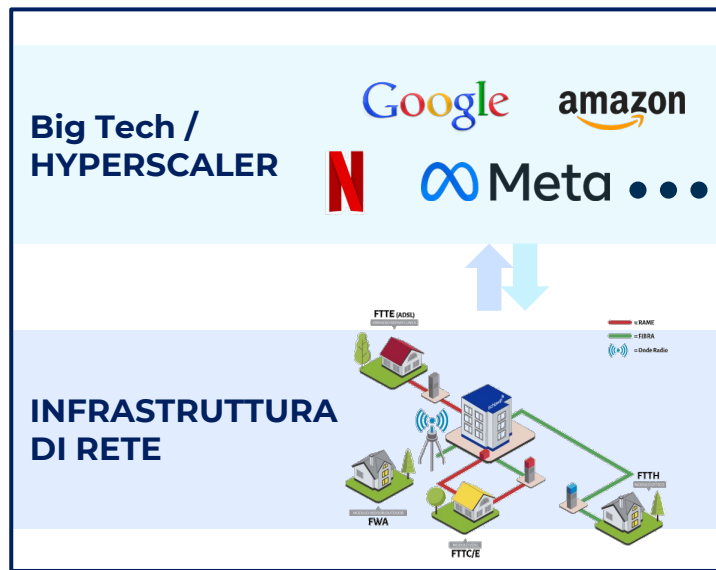 Big Tech /
HYPERSCALER
Google
amazon
N
Meta
INFRASTRUTTURA
DI RETE
FTTE (ADSL)
= RAME
= FIBRA
= Onde Radio
FTTH
FWA
FTTC/E